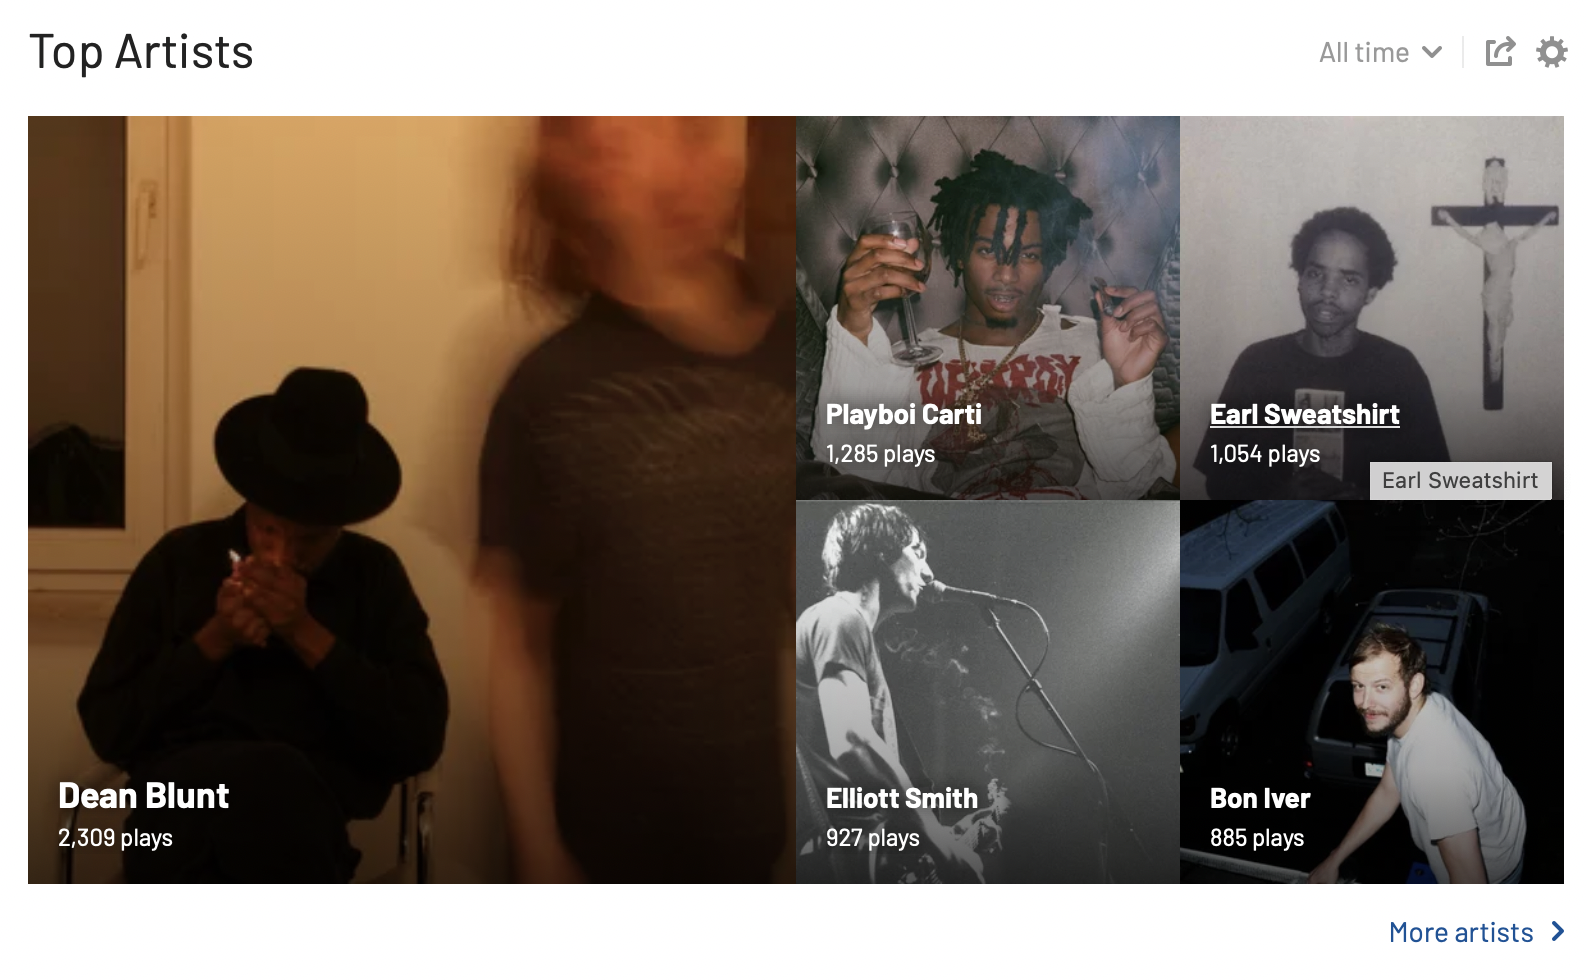 Top Artists
All time
Dean Blunt
2,309 plays
Playboi Carti
1,285 plays
Earl Sweatshirt
1,054 plays
Earl Sweatshirt
Elliott Smith
927 plays
Bon Iver
885 plays
More artists